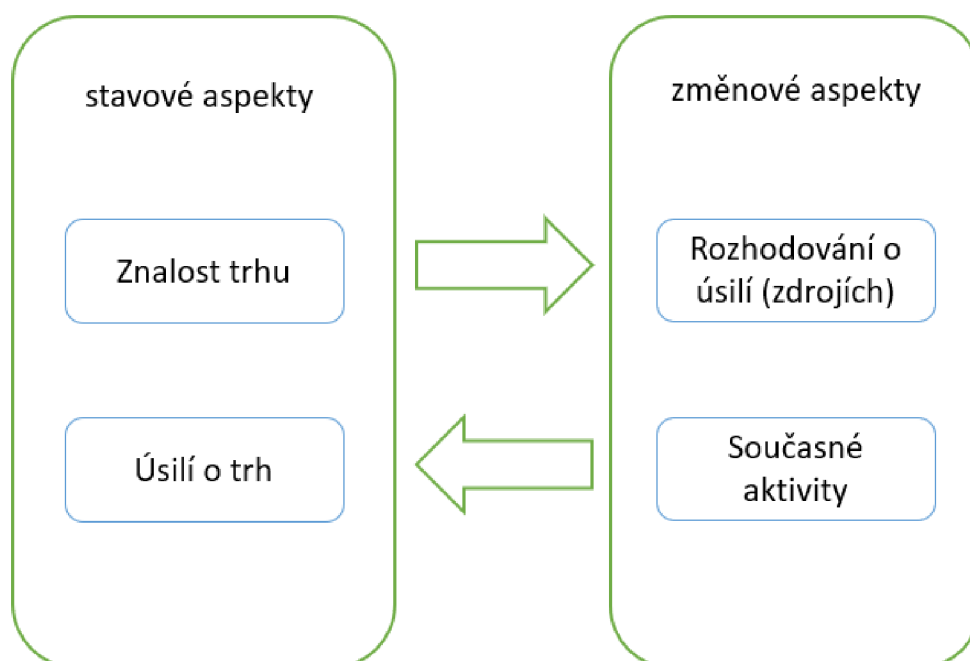 stavové aspekty
změnové aspekty
Znalost trhu
Rozhodování o
úsilí (zdrojích)
Úsilí o trh
Současné
aktivity